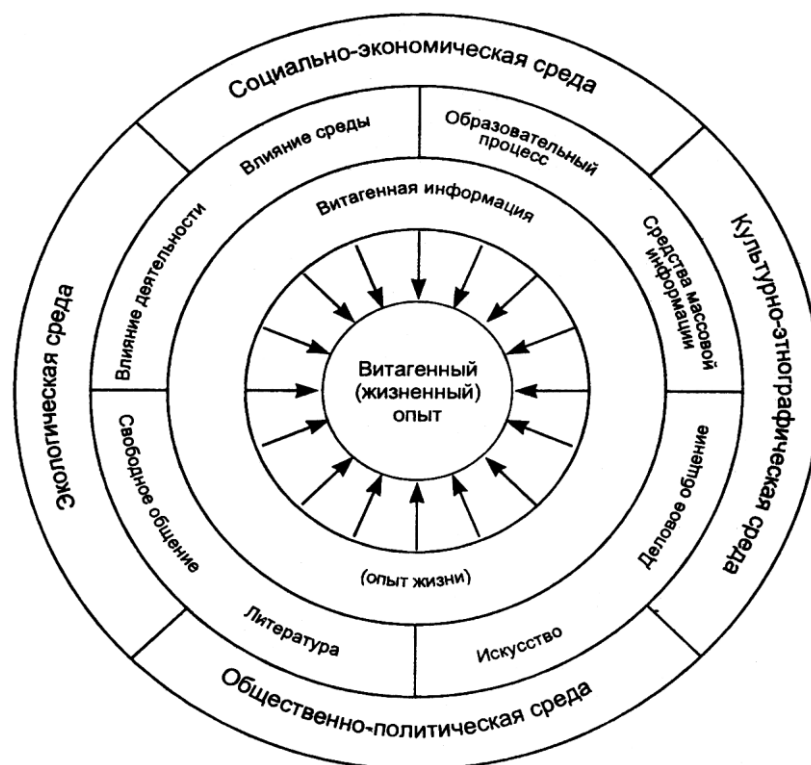 Социально-экономическая среда
Культурно-этнографическая среда
Общественно-политическая среда
Экологическая среда
Влияние среды
Образовательный
процесс
Средства массовой
информации
Деловое общение
Искусство
Литература
Свободное общение
Влияние деятельности
Витагенная информация
(опыт жизни)
Витагенный
(жизненный)
опыт